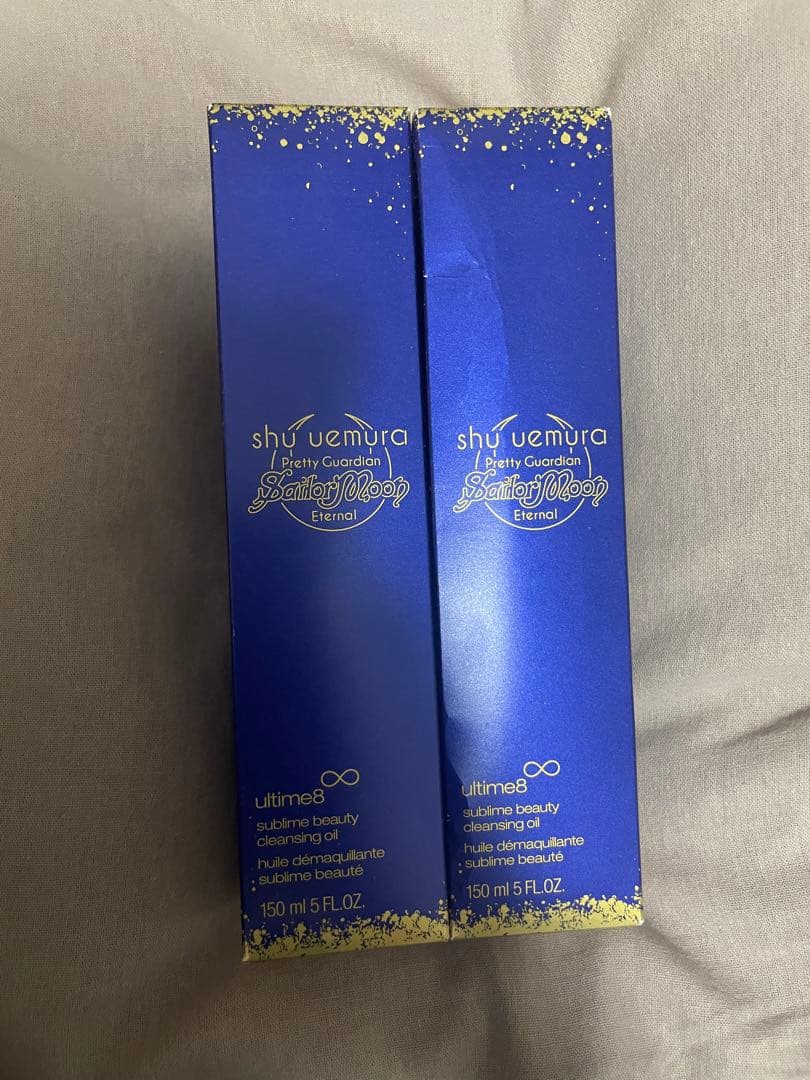 shu uemura
Pretty Guardian
Sailor Moon
Eternal
ultime8 ∞
sublime beauty
cleansing oil
huile démaquillante
sublime beauté
150 ml 5 FL.OZ.
shu uemura
Pretty Guardian
Sailor Moon
Eternal
ultime8 ∞
sublime beauty
cleansing oil
huile démaquillante
sublime beauté
150 ml 5 FL.OZ.